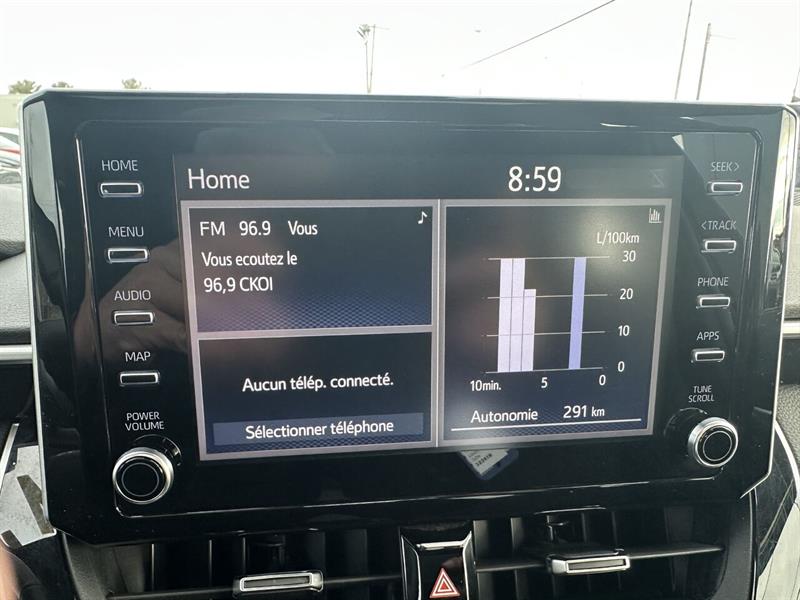 HOME
MENU
AUDIO
MAP
POWER
VOLUME
Home
8:59
FM 96.9 Vous
Vous ecoutez le
96,9 CKOI
Aucun télép. connecté.
Sélectionner téléphone
L/100km
30
20
10
0
10min. 5 0
Autonomie 291 km
SEEK >
< TRACK
PHONE
APPS
TUNE
SCROLL